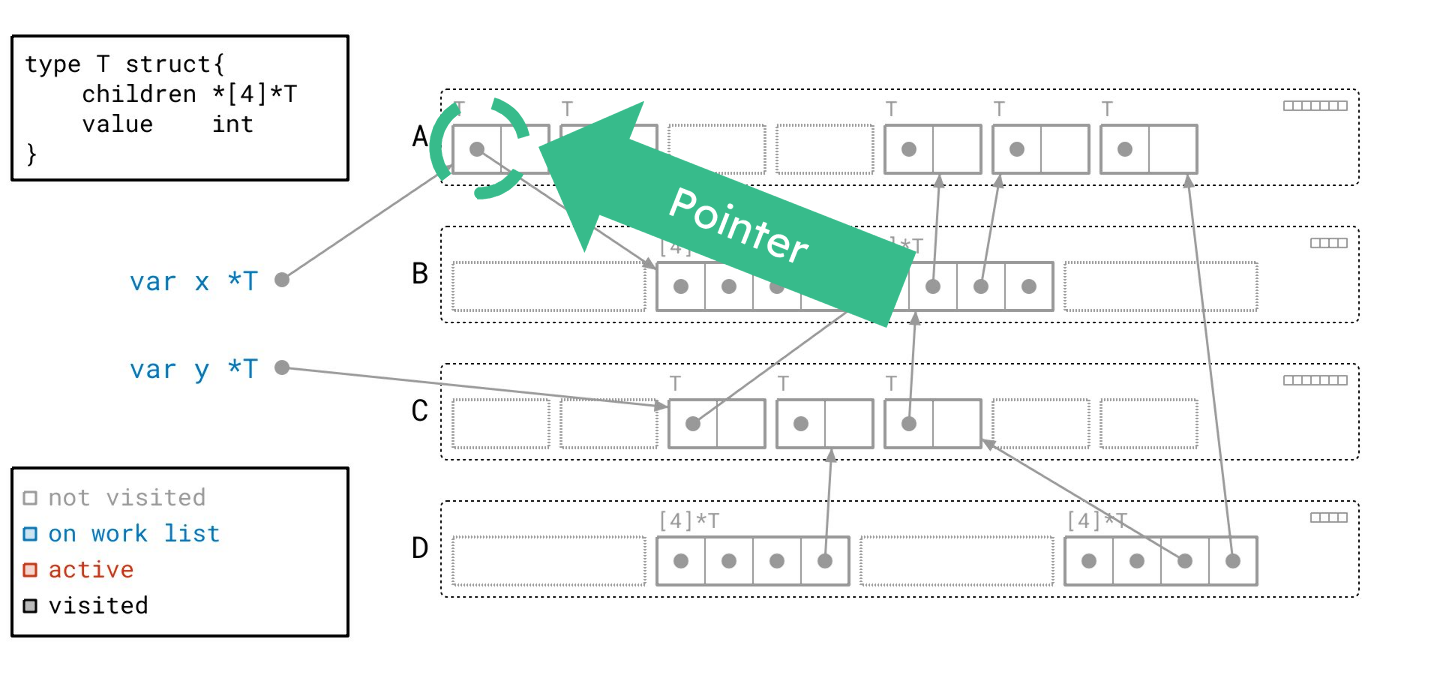 type T struct{
    children *[4]*T
    value    int
}
T
T
T
T
T
A
Pointer
[4]
*T
B
var x *T
var y *T
T
T
T
C
not visited
on work list
active
visited
[4]*T
[4]*T
D